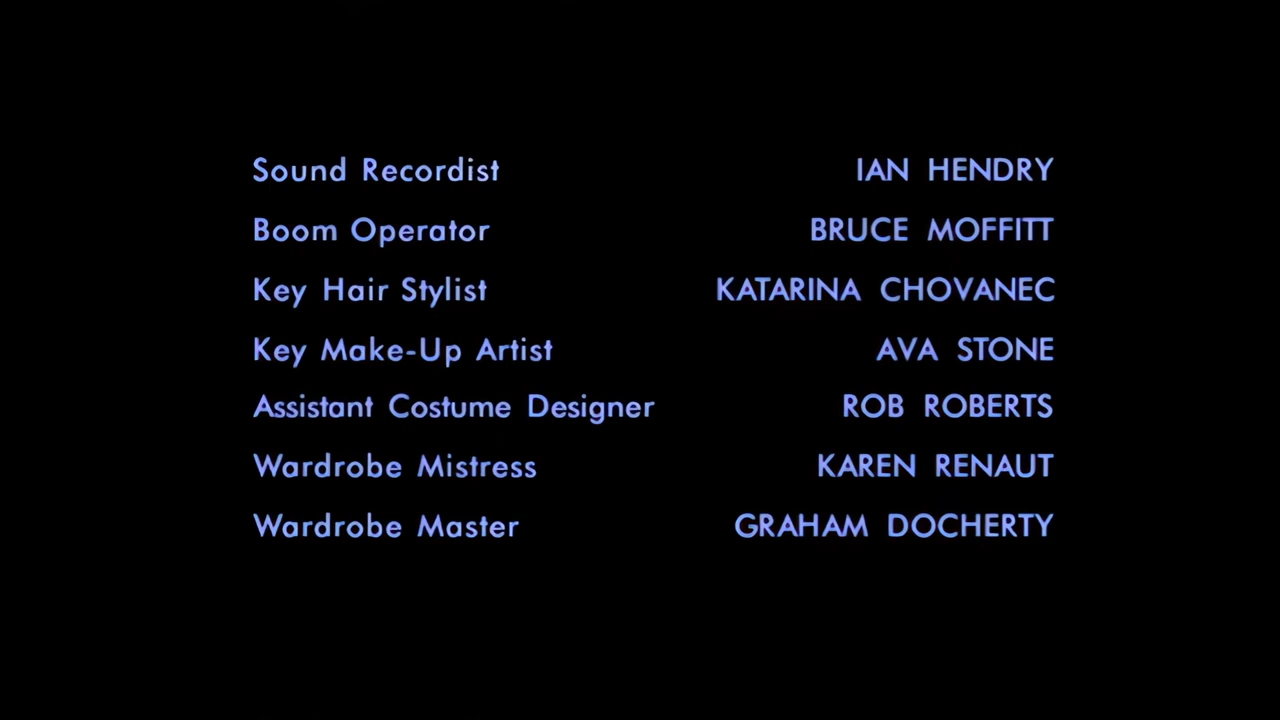 Sound Recordist IAN HENDRY
Boom Operator BRUCE MOFFITT
Key Hair Stylist KATARINA CHOVANEC
Key Make-Up Artist AVA STONE
Assistant Costume Designer ROB ROBERTS
Wardrobe Mistress KAREN RENAUT
Wardrobe Master GRAHAM DOCHERTY